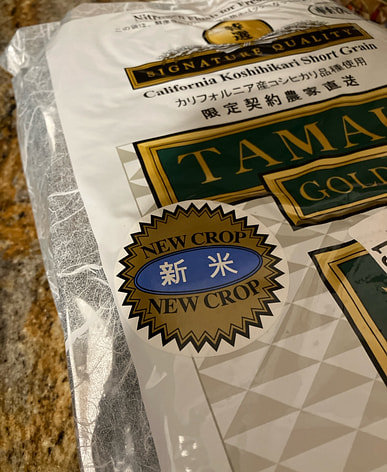 SIGNATURE QUALITY
California Koshihikari Short Grain
カリフォルニア産コシヒカリ品種使用
限定契約農家直送
TAMA
GOLD
NEW CROP
新米
NEW CROP